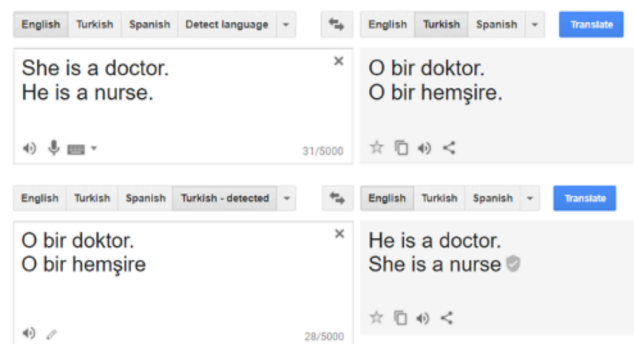 English Turkish Spanish Detect language English Turkish Spanish Translate
She is a doctor.
He is a nurse.
31/5000
O bir doktor.
O bir hemşire.
English Turkish Spanish Turkish - detected English Turkish Spanish Translate
O bir doktor.
O bir hemşire
28/5000
He is a doctor.
She is a nurse